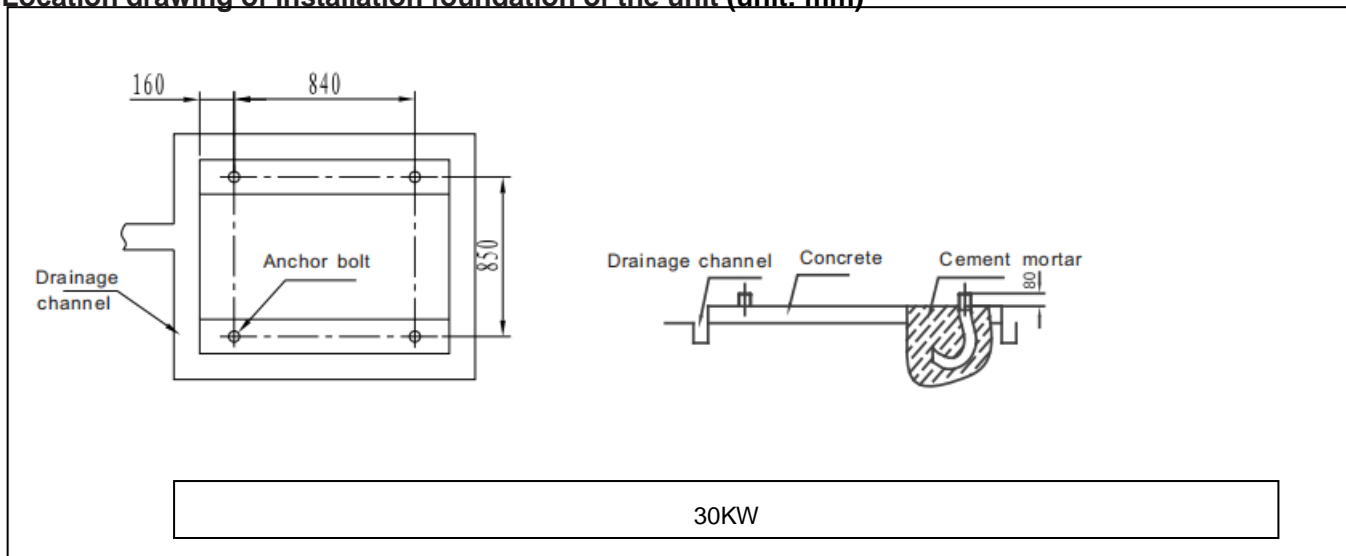 Location drawing of installation foundation of the unit (unit: mm)
160
840
850
Anchor bolt
Drainage
channel
Drainage channel
Concrete
Cement mortar
80
30KW